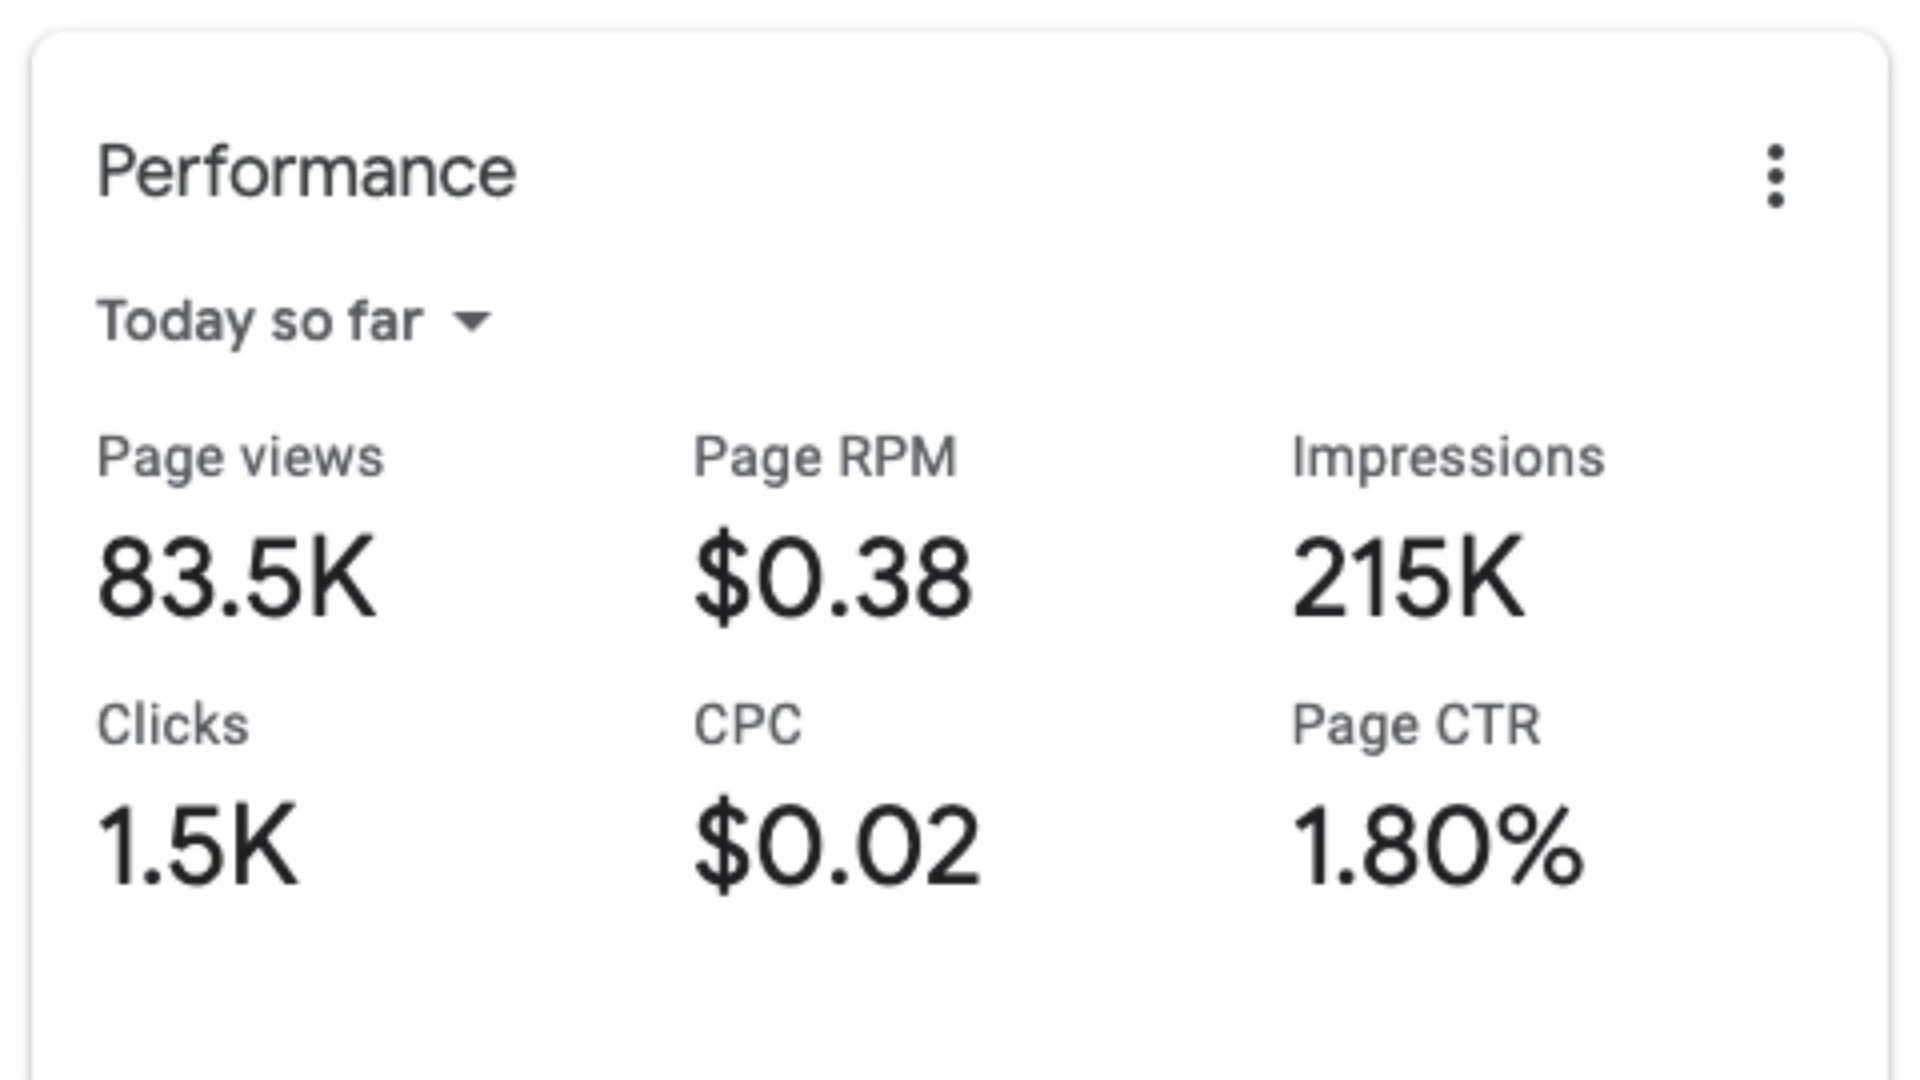 Performance
Today so far
Page views Page RPM Impressions
83.5K $0.38 215K
Clicks CPC Page CTR
1.5K $0.02 1.80%